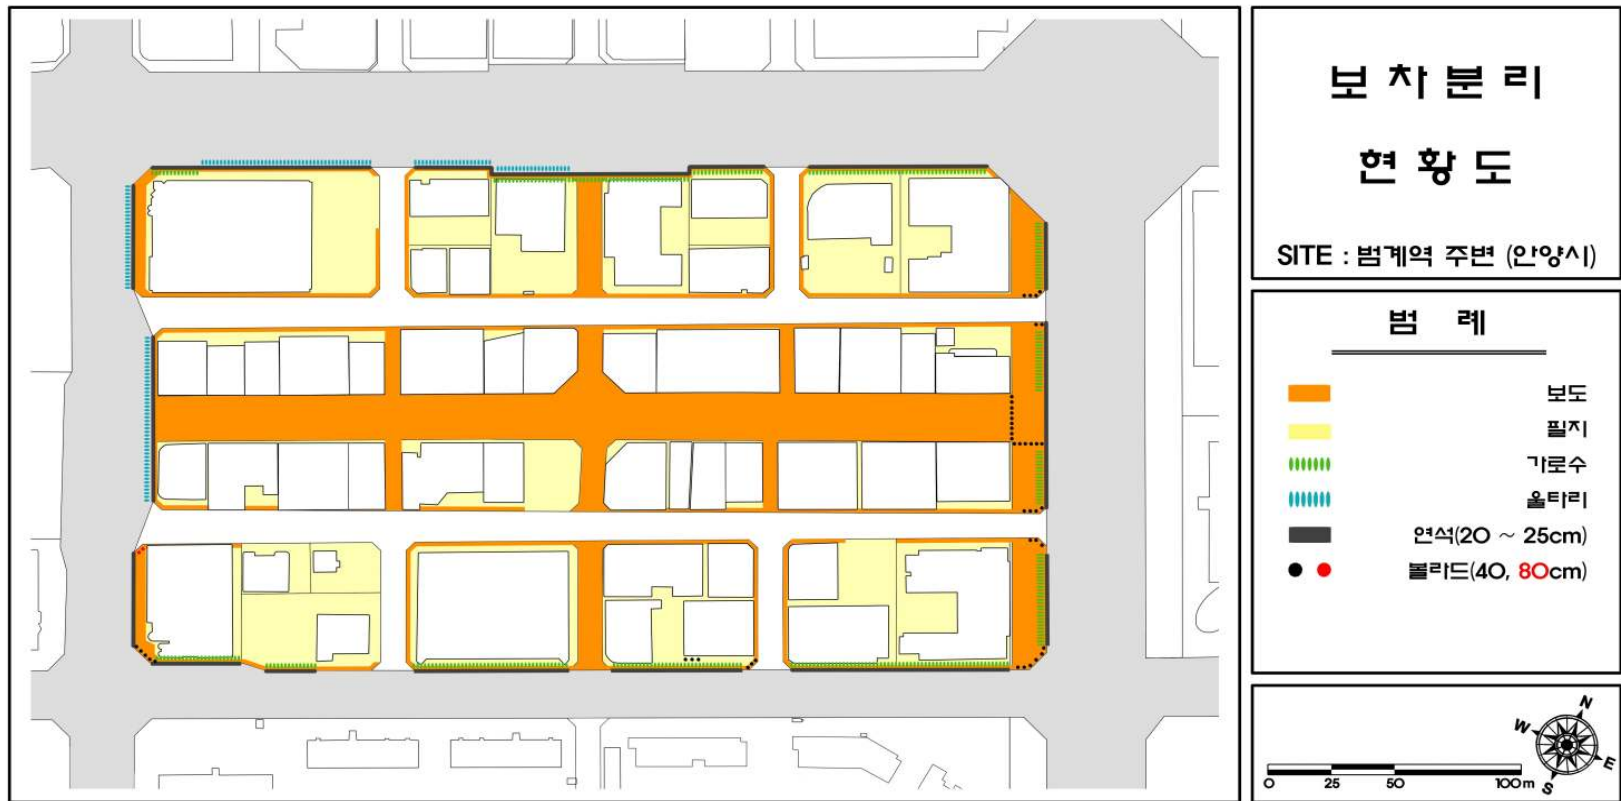 보차분리
현황도
SITE : 범계역 주변 (안양시)
범 례
보도
필지
가로수
울타리
연석(20 ~ 25cm)
볼라드(40, 80cm)
N
W
E
S
0 25 50 100m